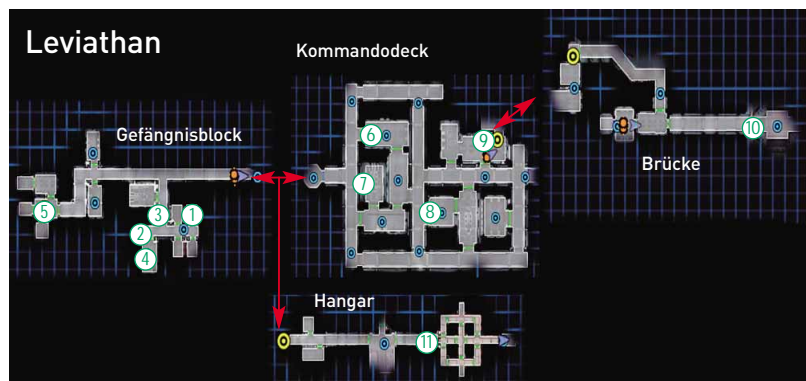 Leviathan
Kommandodeck
Gefängnisblock
Brücke
Hangar
1
2
3
4
5
6
7
8
9
10
11